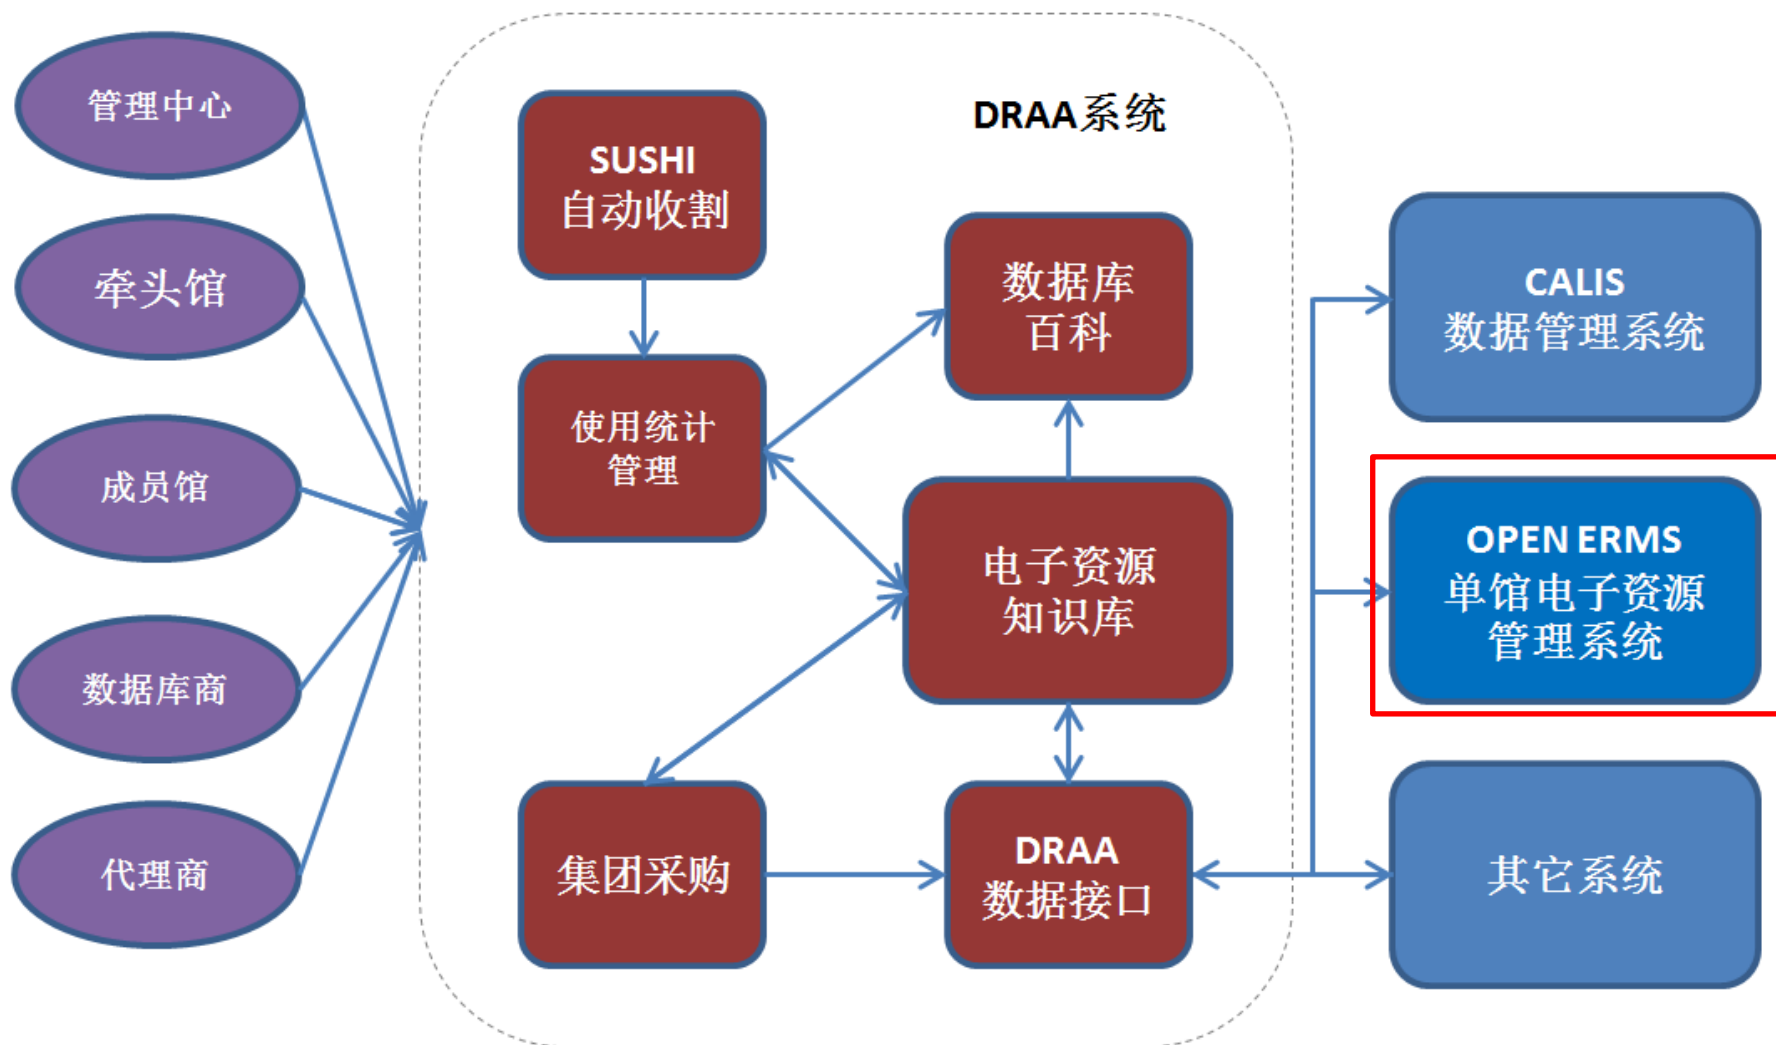 管理中心
牵头馆
成员馆
数据库商
代理商
DRAA系统
SUSHI
自动收割
使用统计
管理
数据库
百科
电子资源
知识库
集团采购
DRAA
数据接口
CALIS
数据管理系统
OPEN ERMS
单馆电子资源
管理系统
其它系统